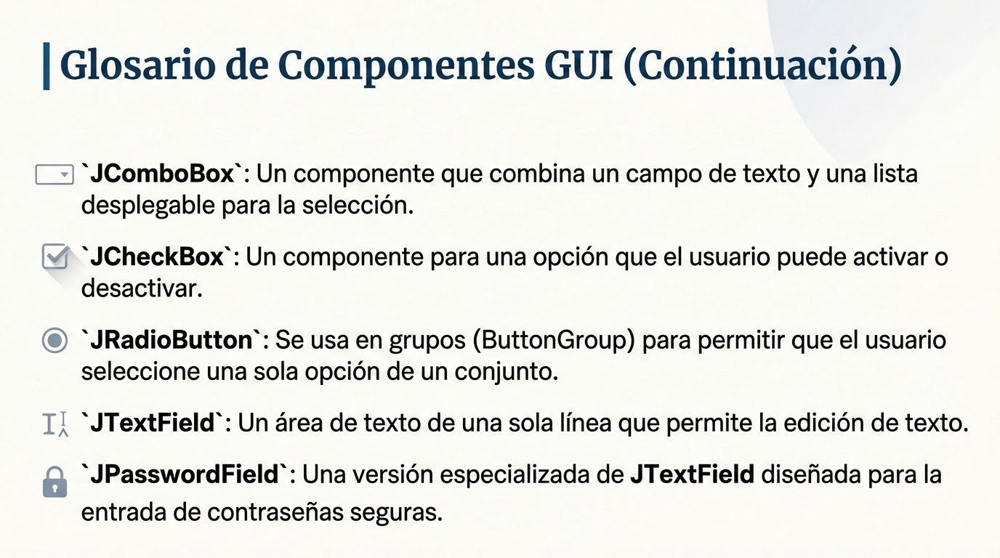 Glosario de Componentes GUI (Continuación)
`JComboBox`: Un componente que combina un campo de texto y una lista
desplegable para la selección.
`JCheckBox`: Un componente para una opción que el usuario puede activar o
desactivar.
`JRadioButton`: Se usa en grupos (ButtonGroup) para permitir que el usuario
seleccione una sola opción de un conjunto.
`JTextField`: Un área de texto de una sola línea que permite la edición de texto.
`JPasswordField`: Una versión especializada de JTextField diseñada para la
entrada de contraseñas seguras.